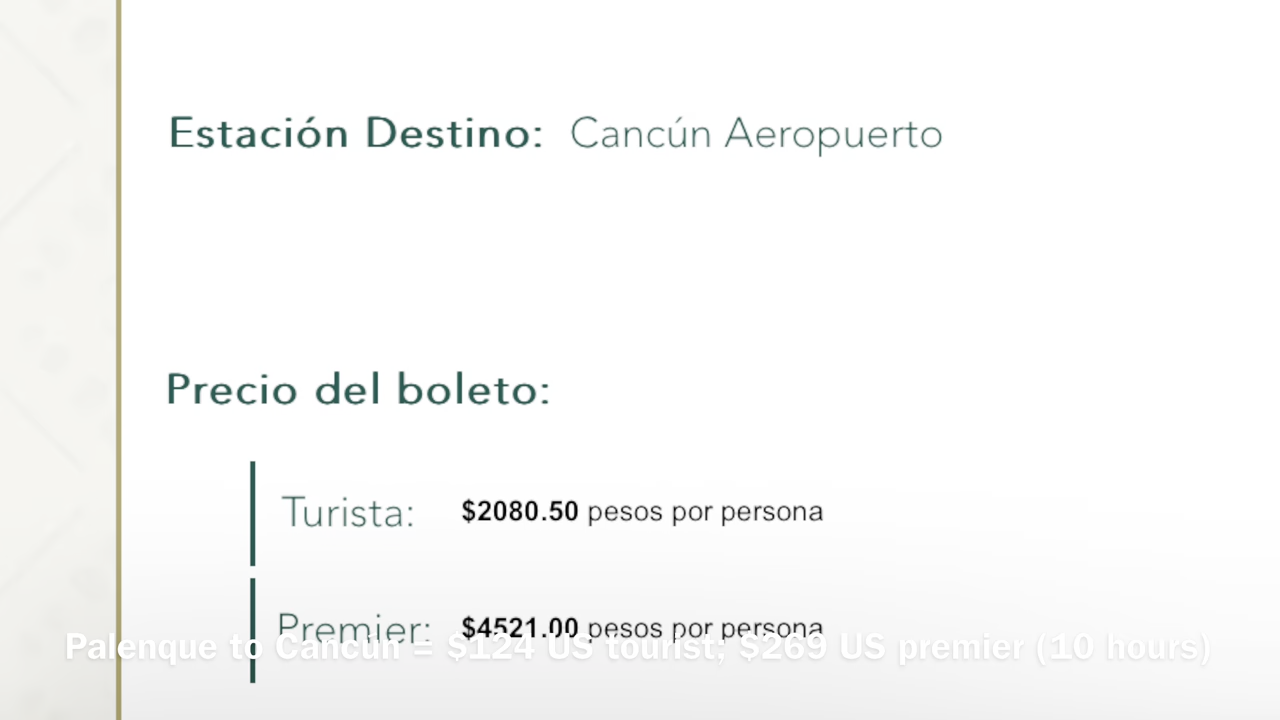 Estación Destino: Cancún Aeropuerto
Precio del boleto:
Turista: $2080.50 pesos por persona
Premier: $4521.00 pesos por persona
Palenque to Cancun = $124 US tourist; $269 US premier (10 hours)